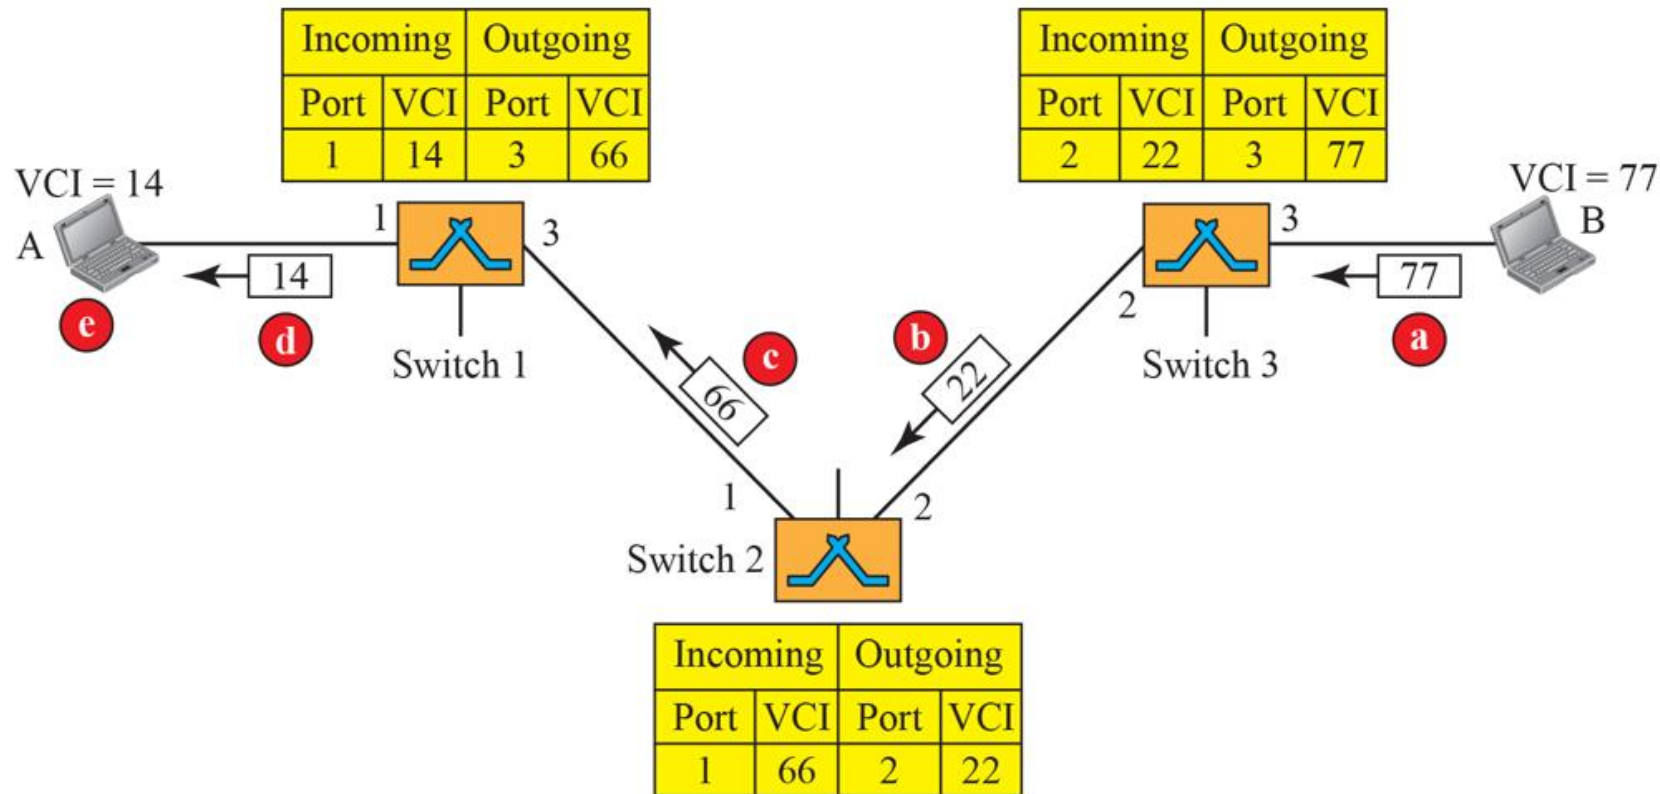 Incoming Outgoing
Port VCI Port VCI
1 14 3 66
Incoming Outgoing
Port VCI Port VCI
2 22 3 77
VCI = 14
A
1
3
14
e
d
Switch 1
66
c
VCI = 77
B
3
2
77
a
Switch 3
b
22
1
2
Switch 2
Incoming Outgoing
Port VCI Port VCI
1 66 2 22